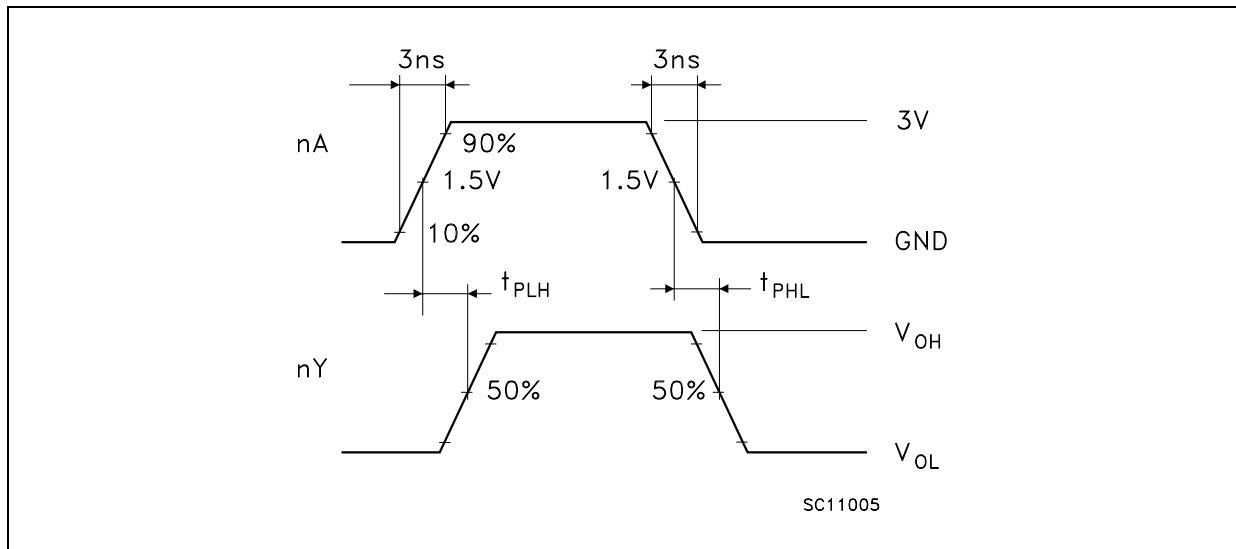 3ns 3ns
nA 3V
90%
1.5V 1.5V
10% GND
tPLH tPHL
nY VOH
50% 50%
VOL
SC11005